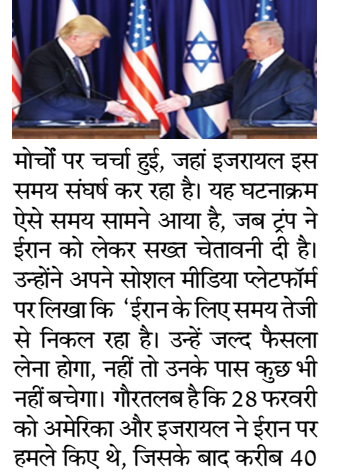 मोर्चों पर चर्चा हुई, जहां इजरायल इस
समय संघर्ष कर रहा है। यह घटनाक्रम
ऐसे समय सामने आया है, जब ट्रंप ने
ईरान को लेकर सख्त चेतावनी दी है।
उन्होंने अपने सोशल मीडिया प्लेटफॉर्म
पर लिखा कि ‘ईरान के लिए समय तेजी
से निकल रहा है। उन्हें जल्द फैसला
लेना होगा, नहीं तो उनके पास कुछ भी
नहीं बचेगा। गौरतलब है कि 28 फरवरी
को अमेरिका और इजरायल ने ईरान पर
हमले किए थे, जिसके बाद करीब 40